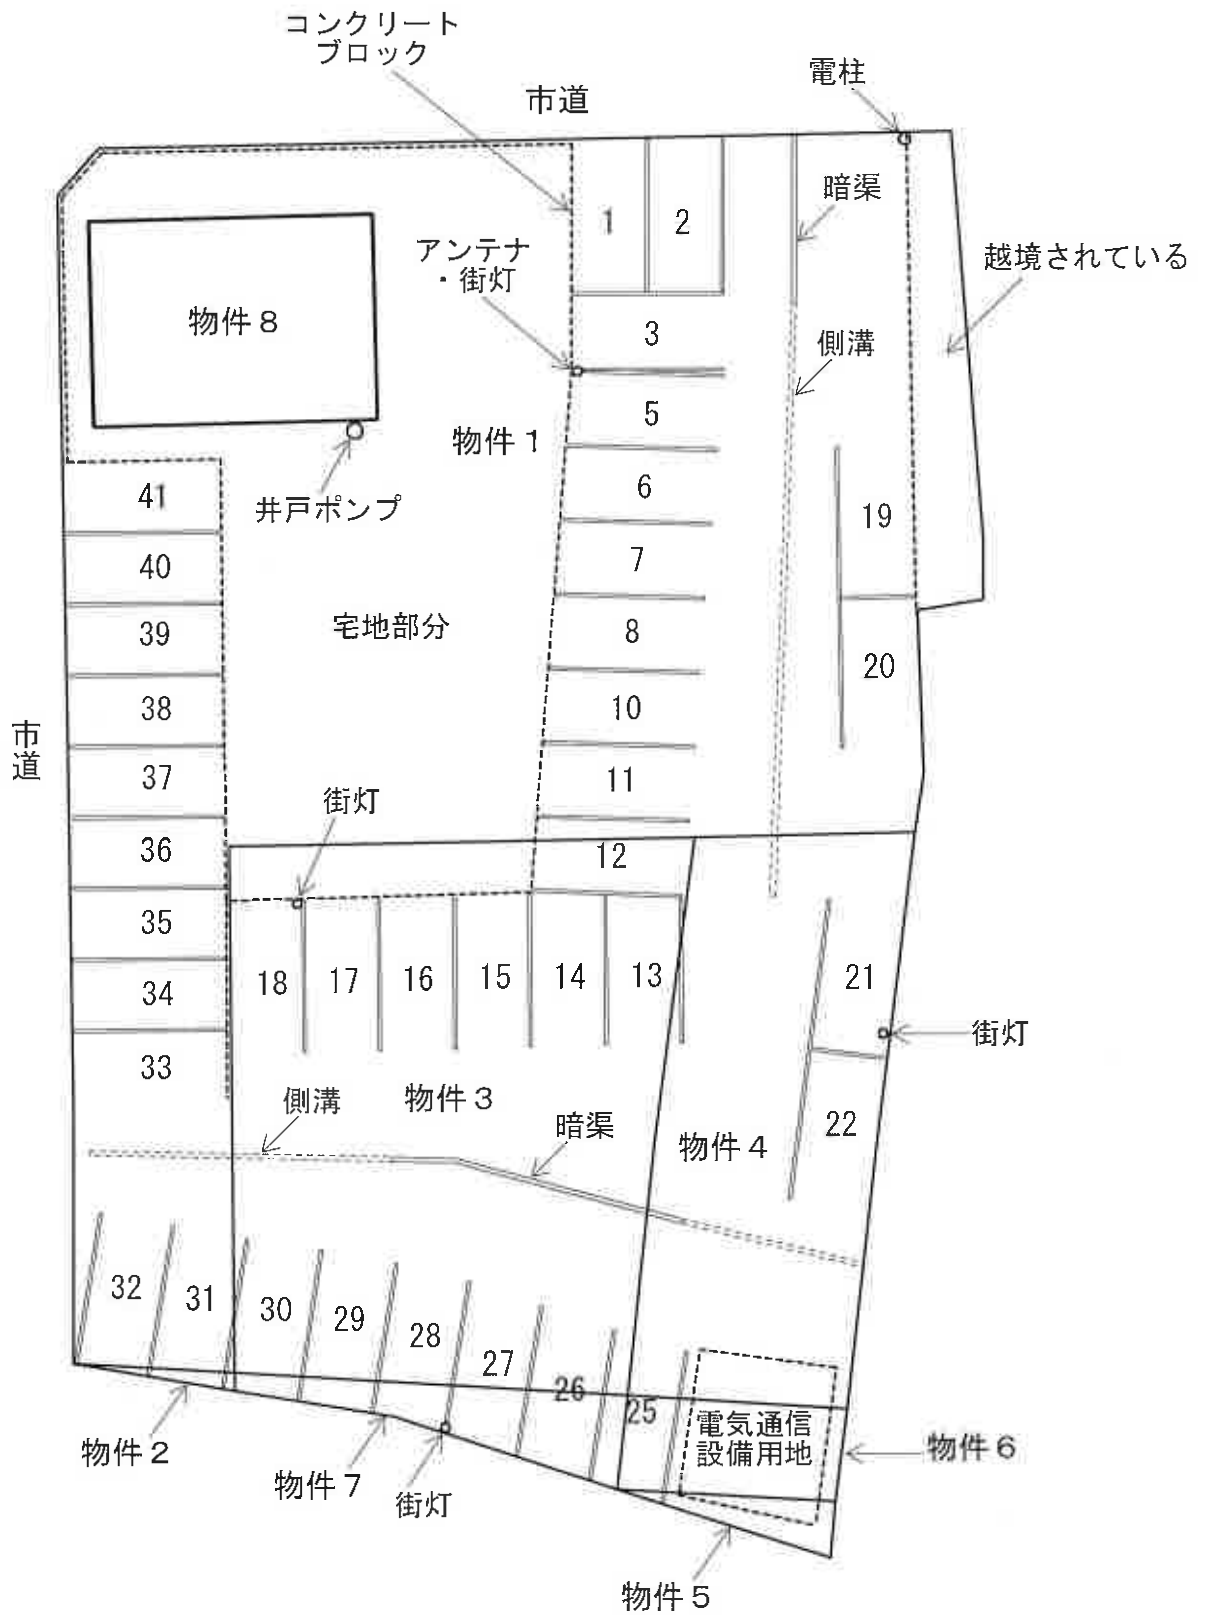 コンクリート
ブロック
市道
電柱
暗渠
1
2
アンテナ
・街灯
越境されている
物件８
3
側溝
5
物件１
41
6
井戸ポンプ
19
40
7
宅地部分
39
8
20
38
10
市道
37
11
街灯
36
12
35
18
17
16
15
14
13
21
34
街灯
33
物件３
側溝
暗渠
22
物件４
32
31
30
29
28
27
26
25
電気通信
設備用地
物件６
物件２
物件７
街灯
物件５